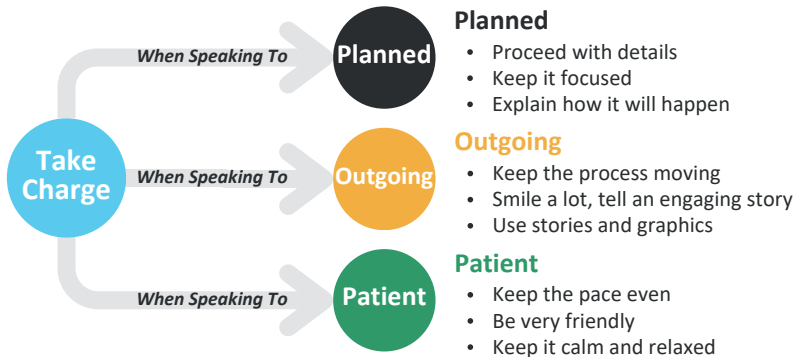 Take
Charge
When Speaking To
Planned
Planned
• Proceed with details
• Keep it focused
• Explain how it will happen
When Speaking To
Outgoing
Outgoing
• Keep the process moving
• Smile a lot, tell an engaging story
• Use stories and graphics
When Speaking To
Patient
Patient
• Keep the pace even
• Be very friendly
• Keep it calm and relaxed